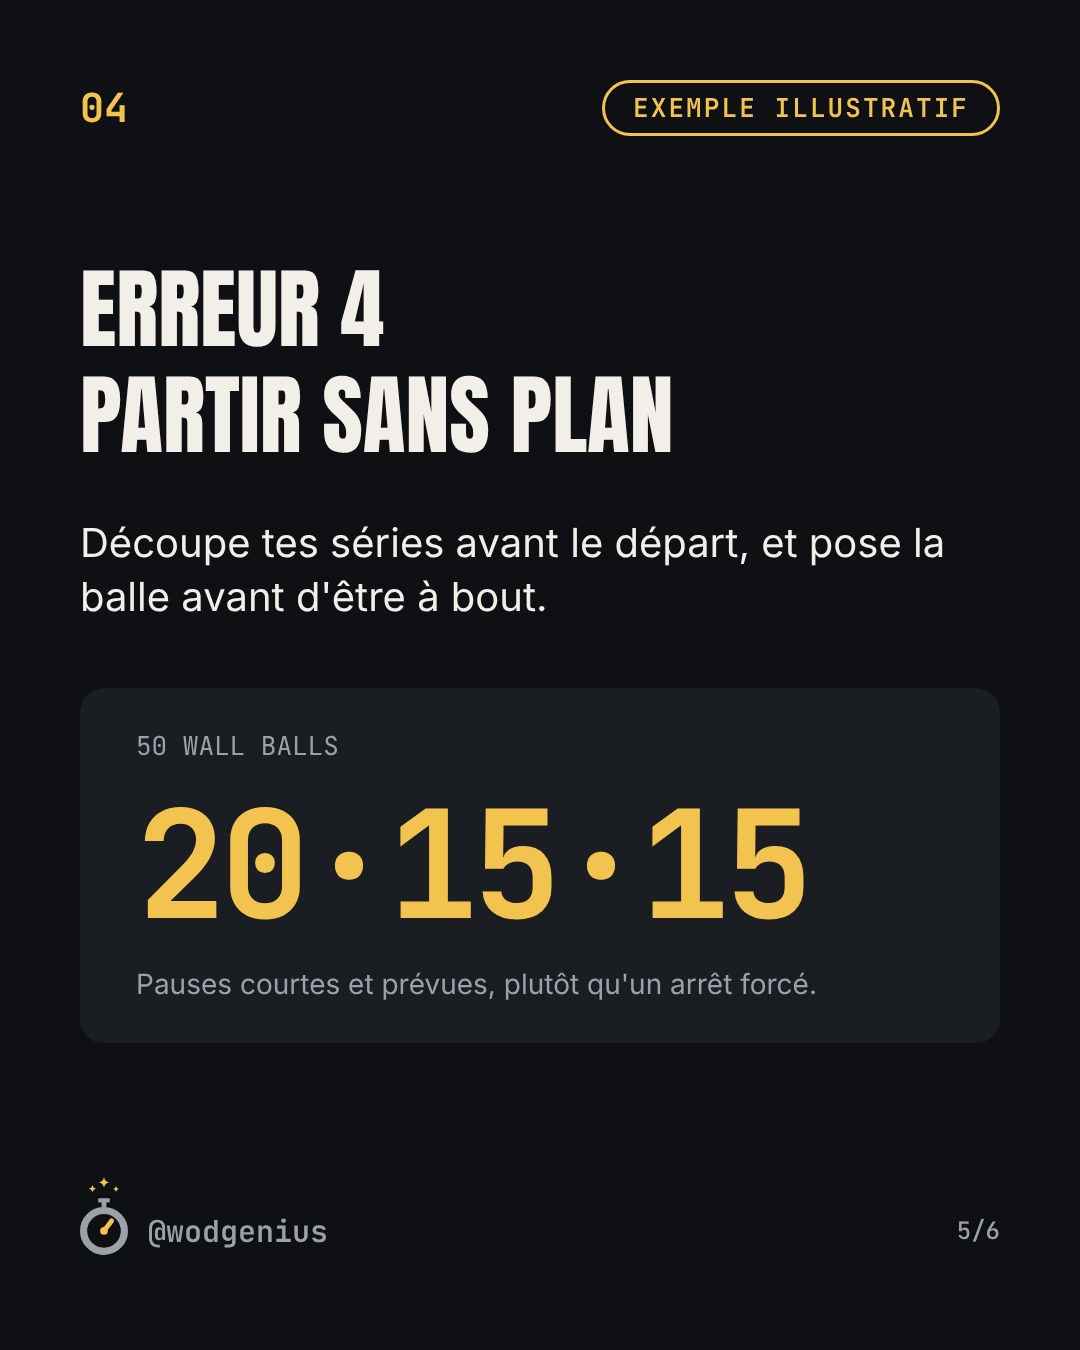 04
EXEMPLE ILLUSTRATIF
ERREUR 4
PARTIR SANS PLAN
Découpe tes séries avant le départ, et pose la
balle avant d'être à bout.
50 WALL BALLS
20·15·15
Pauses courtes et prévues, plutôt qu'un arrêt forcé.
@wodgenius
5/6